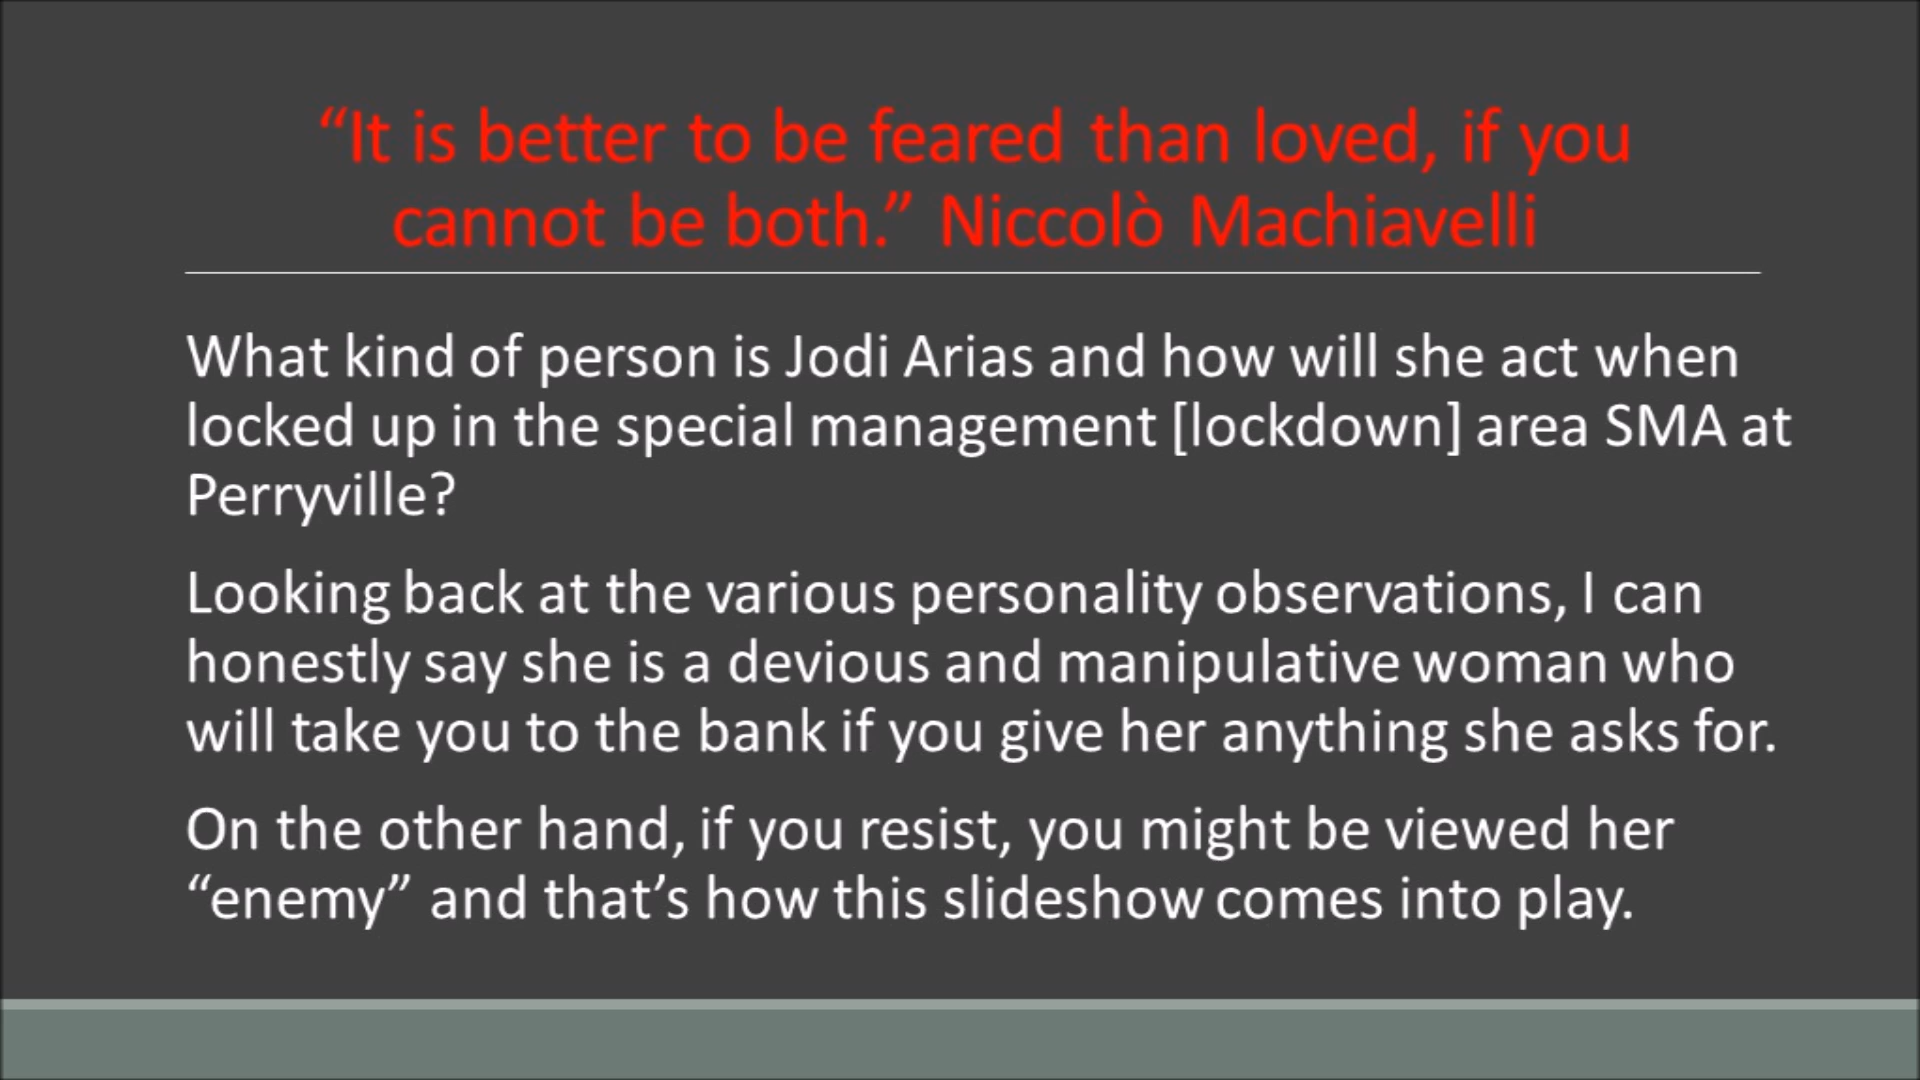 “It is better to be feared than loved, if you
cannot be both.” Niccolò Machiavelli
What kind of person is Jodi Arias and how will she act when
locked up in the special management [lockdown] area SMA at
Perryville?
Looking back at the various personality observations, I can
honestly say she is a devious and manipulative woman who
will take you to the bank if you give her anything she asks for.
On the other hand, if you resist, you might be viewed her
“enemy” and that’s how this slideshow comes into play.